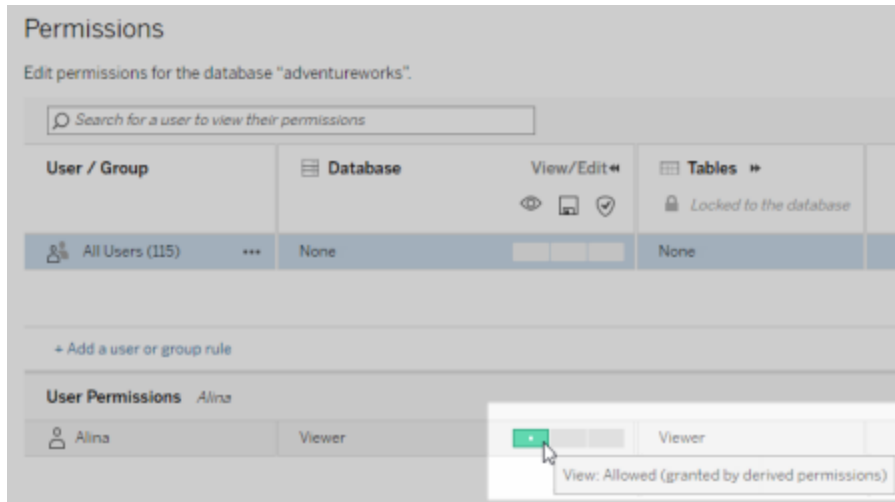 Permissions
Edit permissions for the database “adventureworks”.
Search for a user to view their permissions
User / Group Database View/Edit Tables
Locked to the database
All Users (115) ••• None None
+ Add a user or group rule
User Permissions Alina
Alina Viewer Viewer
View: Allowed (granted by derived permissions)